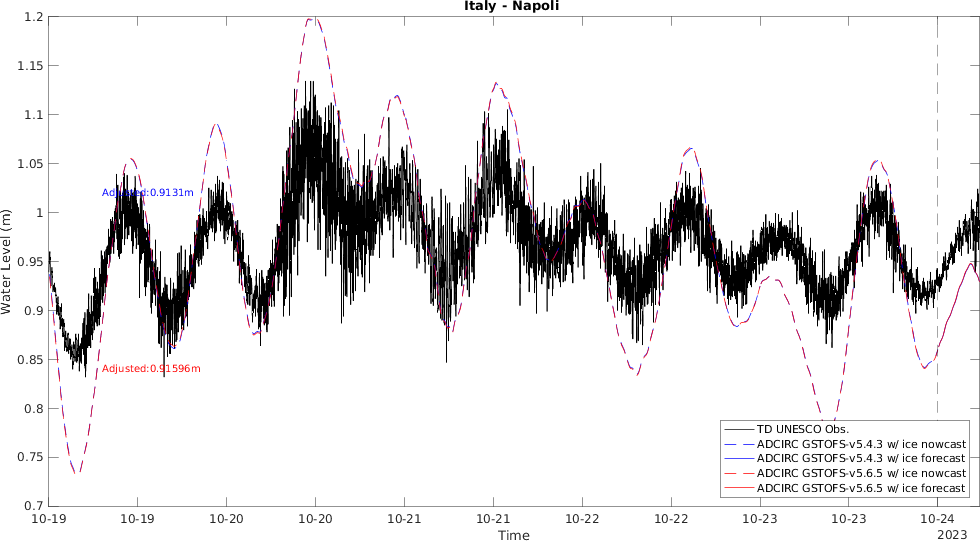 Italy - Napoli
1.2
1.15
1.1
1.05
1
0.95
0.9
0.85
0.8
0.75
0.7
Water Level (m)
Adjusted:0.9131m
Adjusted:0.91596m
TD UNESCO Obs.
ADCIRC GSTOFS-v5.4.3 w/ ice nowcast
ADCIRC GSTOFS-v5.4.3 w/ ice forecast
ADCIRC GSTOFS-v5.6.5 w/ ice nowcast
ADCIRC GSTOFS-v5.6.5 w/ ice forecast
10-19 10-19 10-20 10-20 10-21 10-21 10-22 10-22 10-23 10-23 10-24
Time
2023